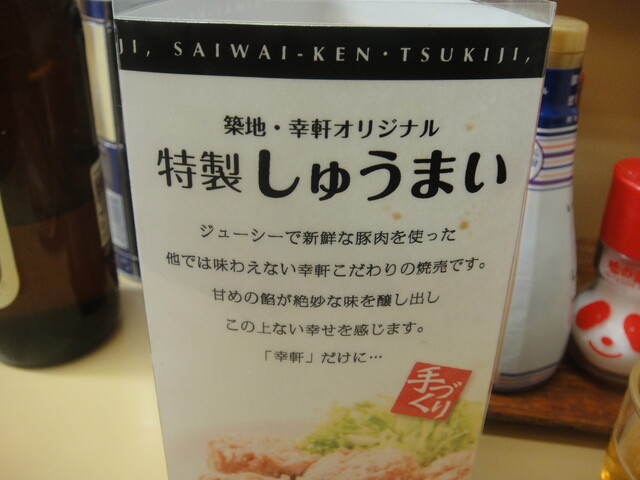 JI, SAIWAI-KEN・TSUKIJI,
築地・幸軒オリジナル
特製しゅうまい
ジューシーで新鮮な豚肉を使った
他では味わえない幸軒こだわりの焼売です。
甘めの餡が絶妙な味を醸し出し
この上ない幸せを感じます。
「幸軒」だけに…
手づくり